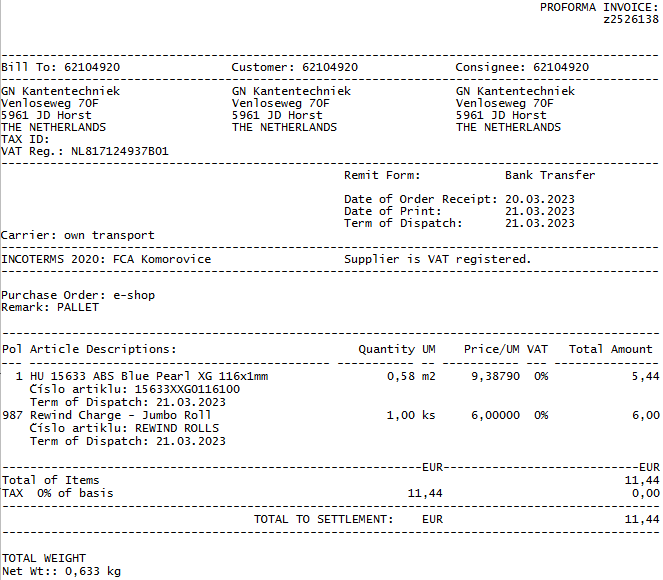 PROFORMA INVOICE:
z2526138
Bill To: 62104920 Customer: 62104920 Consignee: 62104920
GN Kantentechniek GN Kantentechniek GN Kantentechniek
Venloseweg 70F Venloseweg 70F Venloseweg 70F
5961 JD Horst 5961 JD Horst 5961 JD Horst
THE NETHERLANDS THE NETHERLANDS THE NETHERLANDS
TAX ID:
VAT Reg.: NL817124937B01
Remit Form: Bank Transfer
Date of Order Receipt: 20.03.2023
Date of Print: 21.03.2023
Term of Dispatch: 21.03.2023
Carrier: own transport
INCOTERMS 2020: FCA Komorovice Supplier is VAT registered.
Purchase Order: e-shop
Remark: PALLET
Pol Article Descriptions: Quantity UM Price/UM VAT Total Amount
1 HU 15633 ABS Blue Pearl XG 116x1mm 0,58 m2 9,38790 0% 5,44
Číslo artiklu: 15633XXG0116100
Term of Dispatch: 21.03.2023
987 Rewind Charge - Jumbo Roll 1,00 ks 6,00000 0% 6,00
Číslo artiklu: REWIND ROLLS
Term of Dispatch: 21.03.2023
EUR EUR
Total of Items 11,44
TAX 0% of basis 11,44 0,00
TOTAL TO SETTLEMENT: EUR 11,44
TOTAL WEIGHT
Net Wt:: 0,633 kg